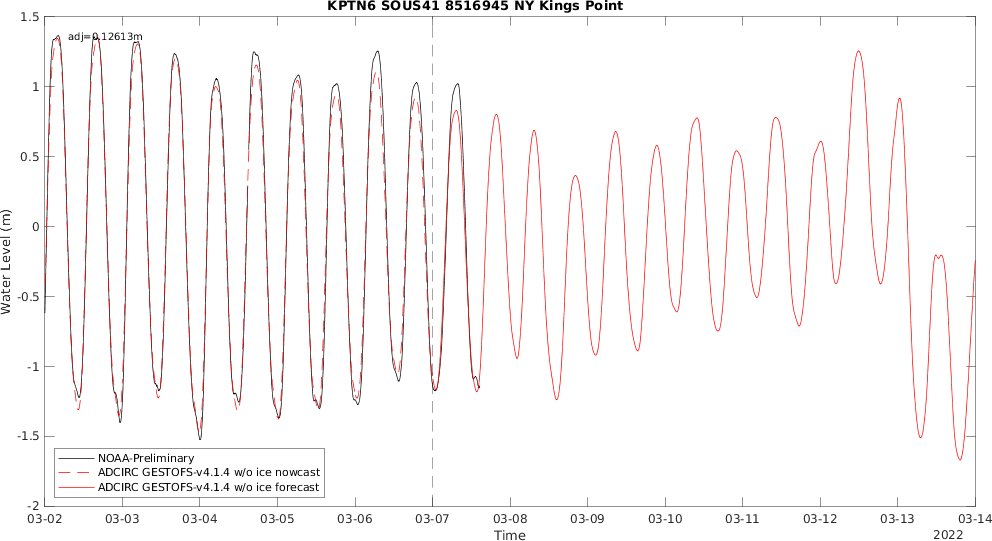 KPTN6 SOUS41 8516945 NY Kings Point
adj=0.12613m
1.5
1
0.5
0
-0.5
-1
-1.5
-2
Water Level (m)
NOAA-Preliminary
ADCIRC GESTOFS-v4.1.4 w/o ice nowcast
ADCIRC GESTOFS-v4.1.4 w/o ice forecast
03-02 03-03 03-04 03-05 03-06 03-07 03-08 03-09 03-10 03-11 03-12 03-13 03-14
Time
2022